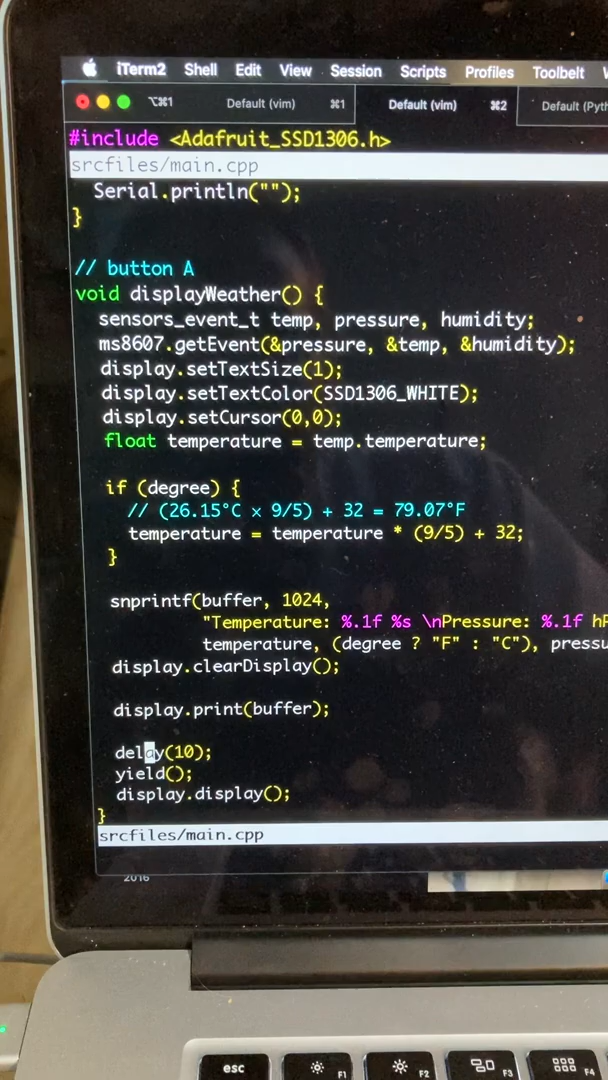 iTerm2 Shell Edit View Session Scripts Profiles Toolbelt
⌥⌘1 Default (vim) ⌘1 Default (vim) ⌘2 Default (Pyth
#include <Adafruit_SSD1306.h>
srcfiles/main.cpp
Serial.println("");
}
// button A
void displayWeather() {
sensors_event_t temp, pressure, humidity;
ms8607.getEvent(&pressure, &temp, &humidity);
display.setTextSize(1);
display.setTextColor(SSD1306_WHITE);
display.setCursor(0,0);
float temperature = temp.temperature;
if (degree) {
// (26.15°C × 9/5) + 32 = 79.07°F
temperature = temperature * (9/5) + 32;
}
snprintf(buffer, 1024,
"Temperature: %.1f %s \nPressure: %.1f hP
temperature, (degree ? "F" : "C"), pressu
display.clearDisplay();
display.print(buffer);
delay(10);
yield();
display.display();
}
srcfiles/main.cpp
2016
esc F1 F2 F3 F4